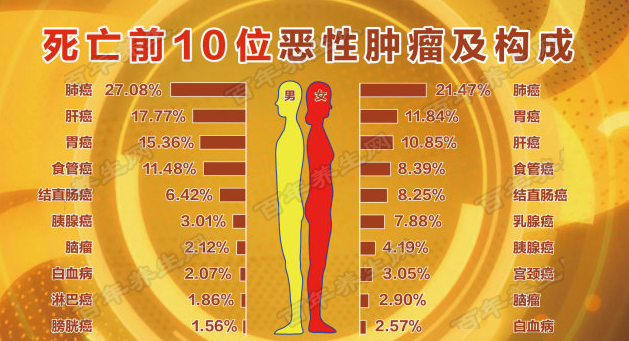 死亡前10位恶性肿瘤及构成
男 女
肺癌 27.08% 21.47% 肺癌
肝癌 17.77% 11.84% 胃癌
胃癌 15.36% 10.85% 肝癌
食管癌 11.48% 8.39% 食管癌
结直肠癌 6.42% 8.25% 结直肠癌
胰腺癌 3.01% 7.88% 乳腺癌
脑瘤 2.12% 4.19% 胰腺癌
白血病 2.07% 3.05% 宫颈癌
淋巴癌 1.86% 2.90% 脑瘤
膀胱癌 1.56% 2.57% 白血病
百年养生网